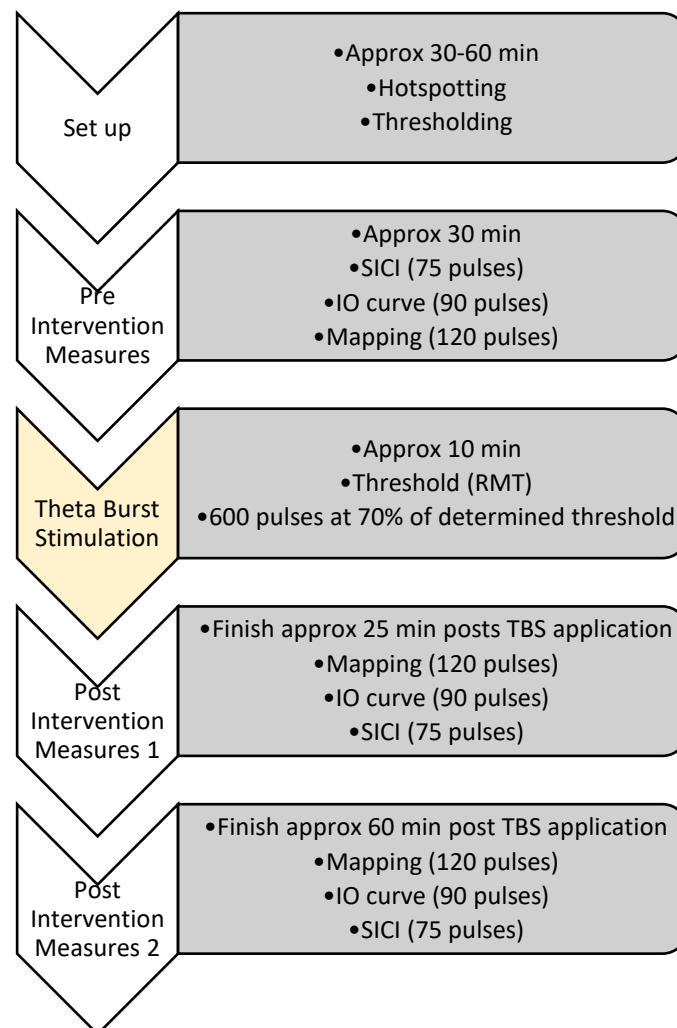 Set up
•Approx 30-60 min
•Hotspotting
•Thresholding
Pre
Intervention
Measures
•Approx 30 min
•SICI (75 pulses)
•IO curve (90 pulses)
•Mapping (120 pulses)
Theta Burst
Stimulation
•Approx 10 min
•Threshold (RMT)
•600 pulses at 70% of determined threshold
Post
Intervention
Measures 1
•Finish approx 25 min posts TBS application
•Mapping (120 pulses)
•IO curve (90 pulses)
•SICI (75 pulses)
Post
Intervention
Measures 2
•Finish approx 60 min post TBS application
•Mapping (120 pulses)
•IO curve (90 pulses)
•SICI (75 pulses)